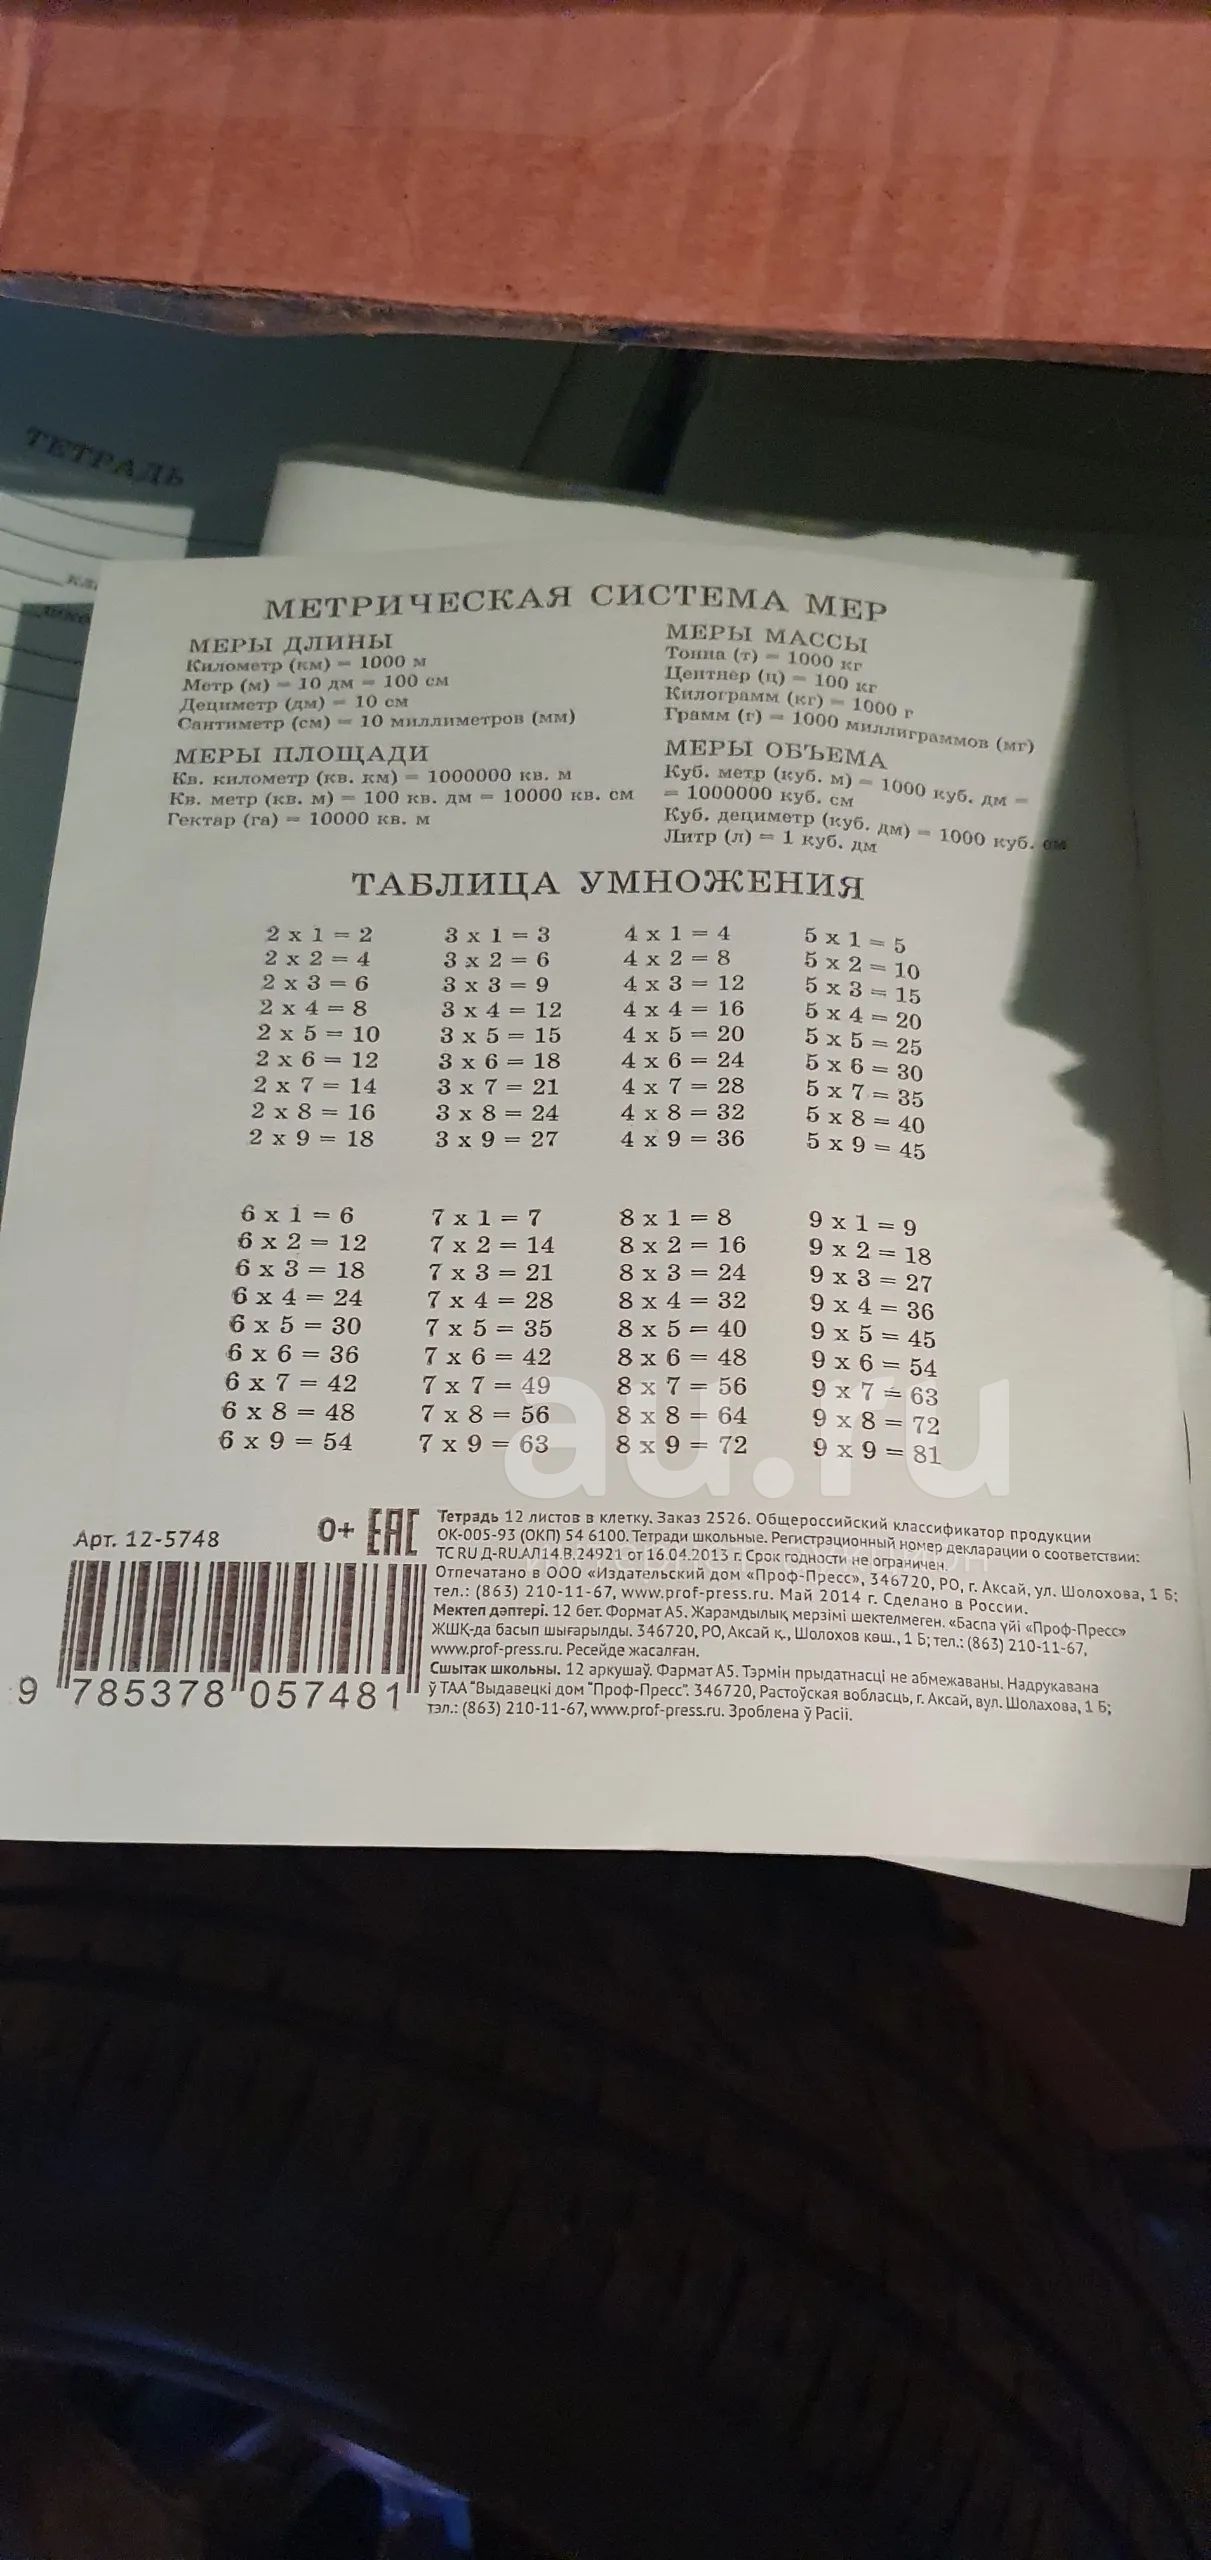 ТЕТРАДЬ
МЕТРИЧЕСКАЯ СИСТЕМА МЕР
МЕРЫ ДЛИНЫ
Километр (км) = 1000 м
Метр (м) = 10 дм = 100 см
Дециметр (дм) = 10 см
Сантиметр (см) = 10 миллиметров (мм)
МЕРЫ ПЛОЩАДИ
Кв. километр (кв. км) = 1000000 кв. м
Кв. метр (кв. м) = 100 кв. дм = 10000 кв. см
Гектар (га) = 10000 кв. м
МЕРЫ МАССЫ
Тонна (т) = 1000 кг
Центнер (ц) = 100 кг
Килограмм (кг) = 1000 г
Грамм (г) = 1000 миллиграммов (мг)
МЕРЫ ОБЪЕМА
Куб. метр (куб. м) = 1000 куб. дм =
= 1000000 куб. см
Куб. дециметр (куб. дм) = 1000 куб. см
Литр (л) = 1 куб. дм
ТАБЛИЦА УМНОЖЕНИЯ
2 x 1 = 2 3 x 1 = 3 4 x 1 = 4 5 x 1 = 5
2 x 2 = 4 3 x 2 = 6 4 x 2 = 8 5 x 2 = 10
2 x 3 = 6 3 x 3 = 9 4 x 3 = 12 5 x 3 = 15
2 x 4 = 8 3 x 4 = 12 4 x 4 = 16 5 x 4 = 20
2 x 5 = 10 3 x 5 = 15 4 x 5 = 20 5 x 5 = 25
2 x 6 = 12 3 x 6 = 18 4 x 6 = 24 5 x 6 = 30
2 x 7 = 14 3 x 7 = 21 4 x 7 = 28 5 x 7 = 35
2 x 8 = 16 3 x 8 = 24 4 x 8 = 32 5 x 8 = 40
2 x 9 = 18 3 x 9 = 27 4 x 9 = 36 5 x 9 = 45
6 x 1 = 6 7 x 1 = 7 8 x 1 = 8 9 x 1 = 9
6 x 2 = 12 7 x 2 = 14 8 x 2 = 16 9 x 2 = 18
6 x 3 = 18 7 x 3 = 21 8 x 3 = 24 9 x 3 = 27
6 x 4 = 24 7 x 4 = 28 8 x 4 = 32 9 x 4 = 36
6 x 5 = 30 7 x 5 = 35 8 x 5 = 40 9 x 5 = 45
6 x 6 = 36 7 x 6 = 42 8 x 6 = 48 9 x 6 = 54
6 x 7 = 42 7 x 7 = 49 8 x 7 = 56 9 x 7 = 63
6 x 8 = 48 7 x 8 = 56 8 x 8 = 64 9 x 8 = 72
6 x 9 = 54 7 x 9 = 63 8 x 9 = 72 9 x 9 = 81
au.ru
Арт. 12-5748
0+ EAC
9 785378 057481
Тетрадь 12 листов в клетку. Заказ 2526. Общероссийский классификатор продукции
ОК-005-93 (ОКП) 54 6100. Тетради школьные. Регистрационный номер декларации о соответствии:
ТС RU Д-RU.АЛ14.В.24921 от 16.04.2013 г. Срок годности не ограничен.
Отпечатано в ООО «Издательский дом «Проф-Пресс», 346720, РО, г. Аксай, ул. Шолохова, 1 Б;
тел.: (863) 210-11-67, www.prof-press.ru. Май 2014 г. Сделано в России.
Мектеп дәптері. 12 бет. Формат А5. Жарамдылық мерзімі шектелмеген. «Баспа үйі «Проф-Пресс»
ЖШҚ-да басып шығарылды. 346720, РО, Аксай қ., Шолохов көш., 1 Б; тел.: (863) 210-11-67,
www.prof-press.ru. Ресейде жасалған.
Сшытак школьны. 12 аркушаў. Фармат А5. Тэрмін прыдатнасці не абмежаваны. Надрукавана
ў ТАА "Выдавецкі дом "Проф-Пресс". 346720, Растоўская вобласць, г. Аксай, вул. Шолахова, 1 Б;
тэл.: (863) 210-11-67, www.prof-press.ru. Зроблена ў Расіі.